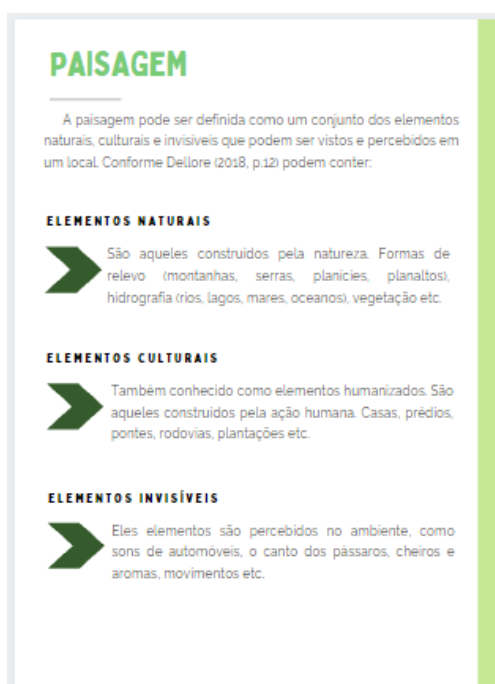 PAISAGEM
A paisagem pode ser definida como um conjunto dos elementos
naturais, culturais e invisíveis que podem ser vistos e percebidos em
um local. Conforme Dellore (2018, p.12) podem conter:
ELEMENTOS NATURAIS
São aqueles construídos pela natureza. Formas de
relevo (montanhas, serras, planícies, planaltos),
hidrografia (rios, lagos, mares, oceanos), vegetação etc.
ELEMENTOS CULTURAIS
Também conhecido como elementos humanizados. São
aqueles construídos pela ação humana. Casas, prédios,
pontes, rodovias, plantações etc.
ELEMENTOS INVISÍVEIS
Eles elementos são percebidos no ambiente, como
sons de automóveis, o canto dos pássaros, cheiros e
aromas, movimentos etc.